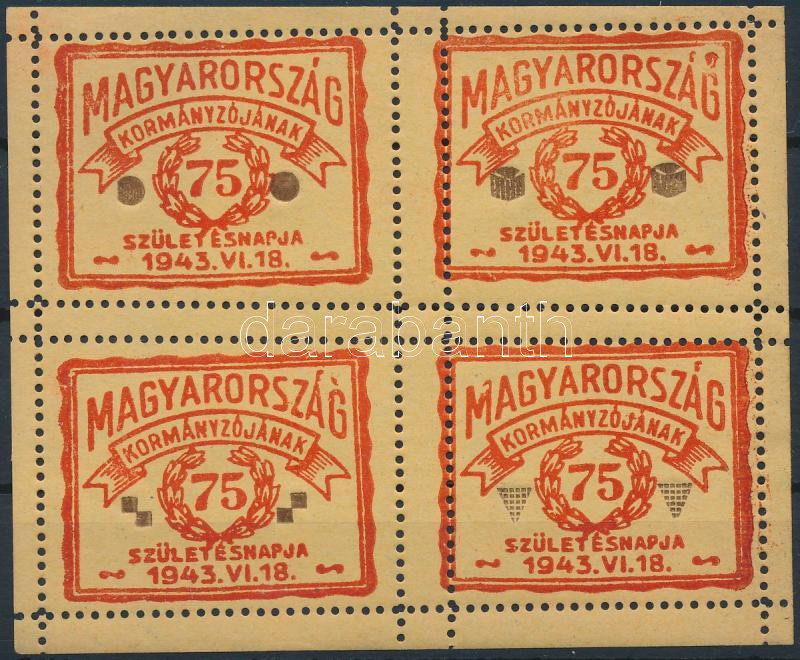 MAGYARORSZÁG
KORMÁNYZÓJÁNAK
75
SZÜLETÉSNAPJA
1943.VI.18.
MAGYARORSZÁG
KORMÁNYZÓJÁNAK
75
SZÜLETÉSNAPJA
1943.VI.18.
darabanth
MAGYARORSZÁG
KORMÁNYZÓJÁNAK
75
SZÜLETÉSNAPJA
1943.VI.18.
MAGYARORSZÁG
KORMÁNYZÓJÁNAK
75
SZÜLETÉSNAPJA
1943.VI.18.